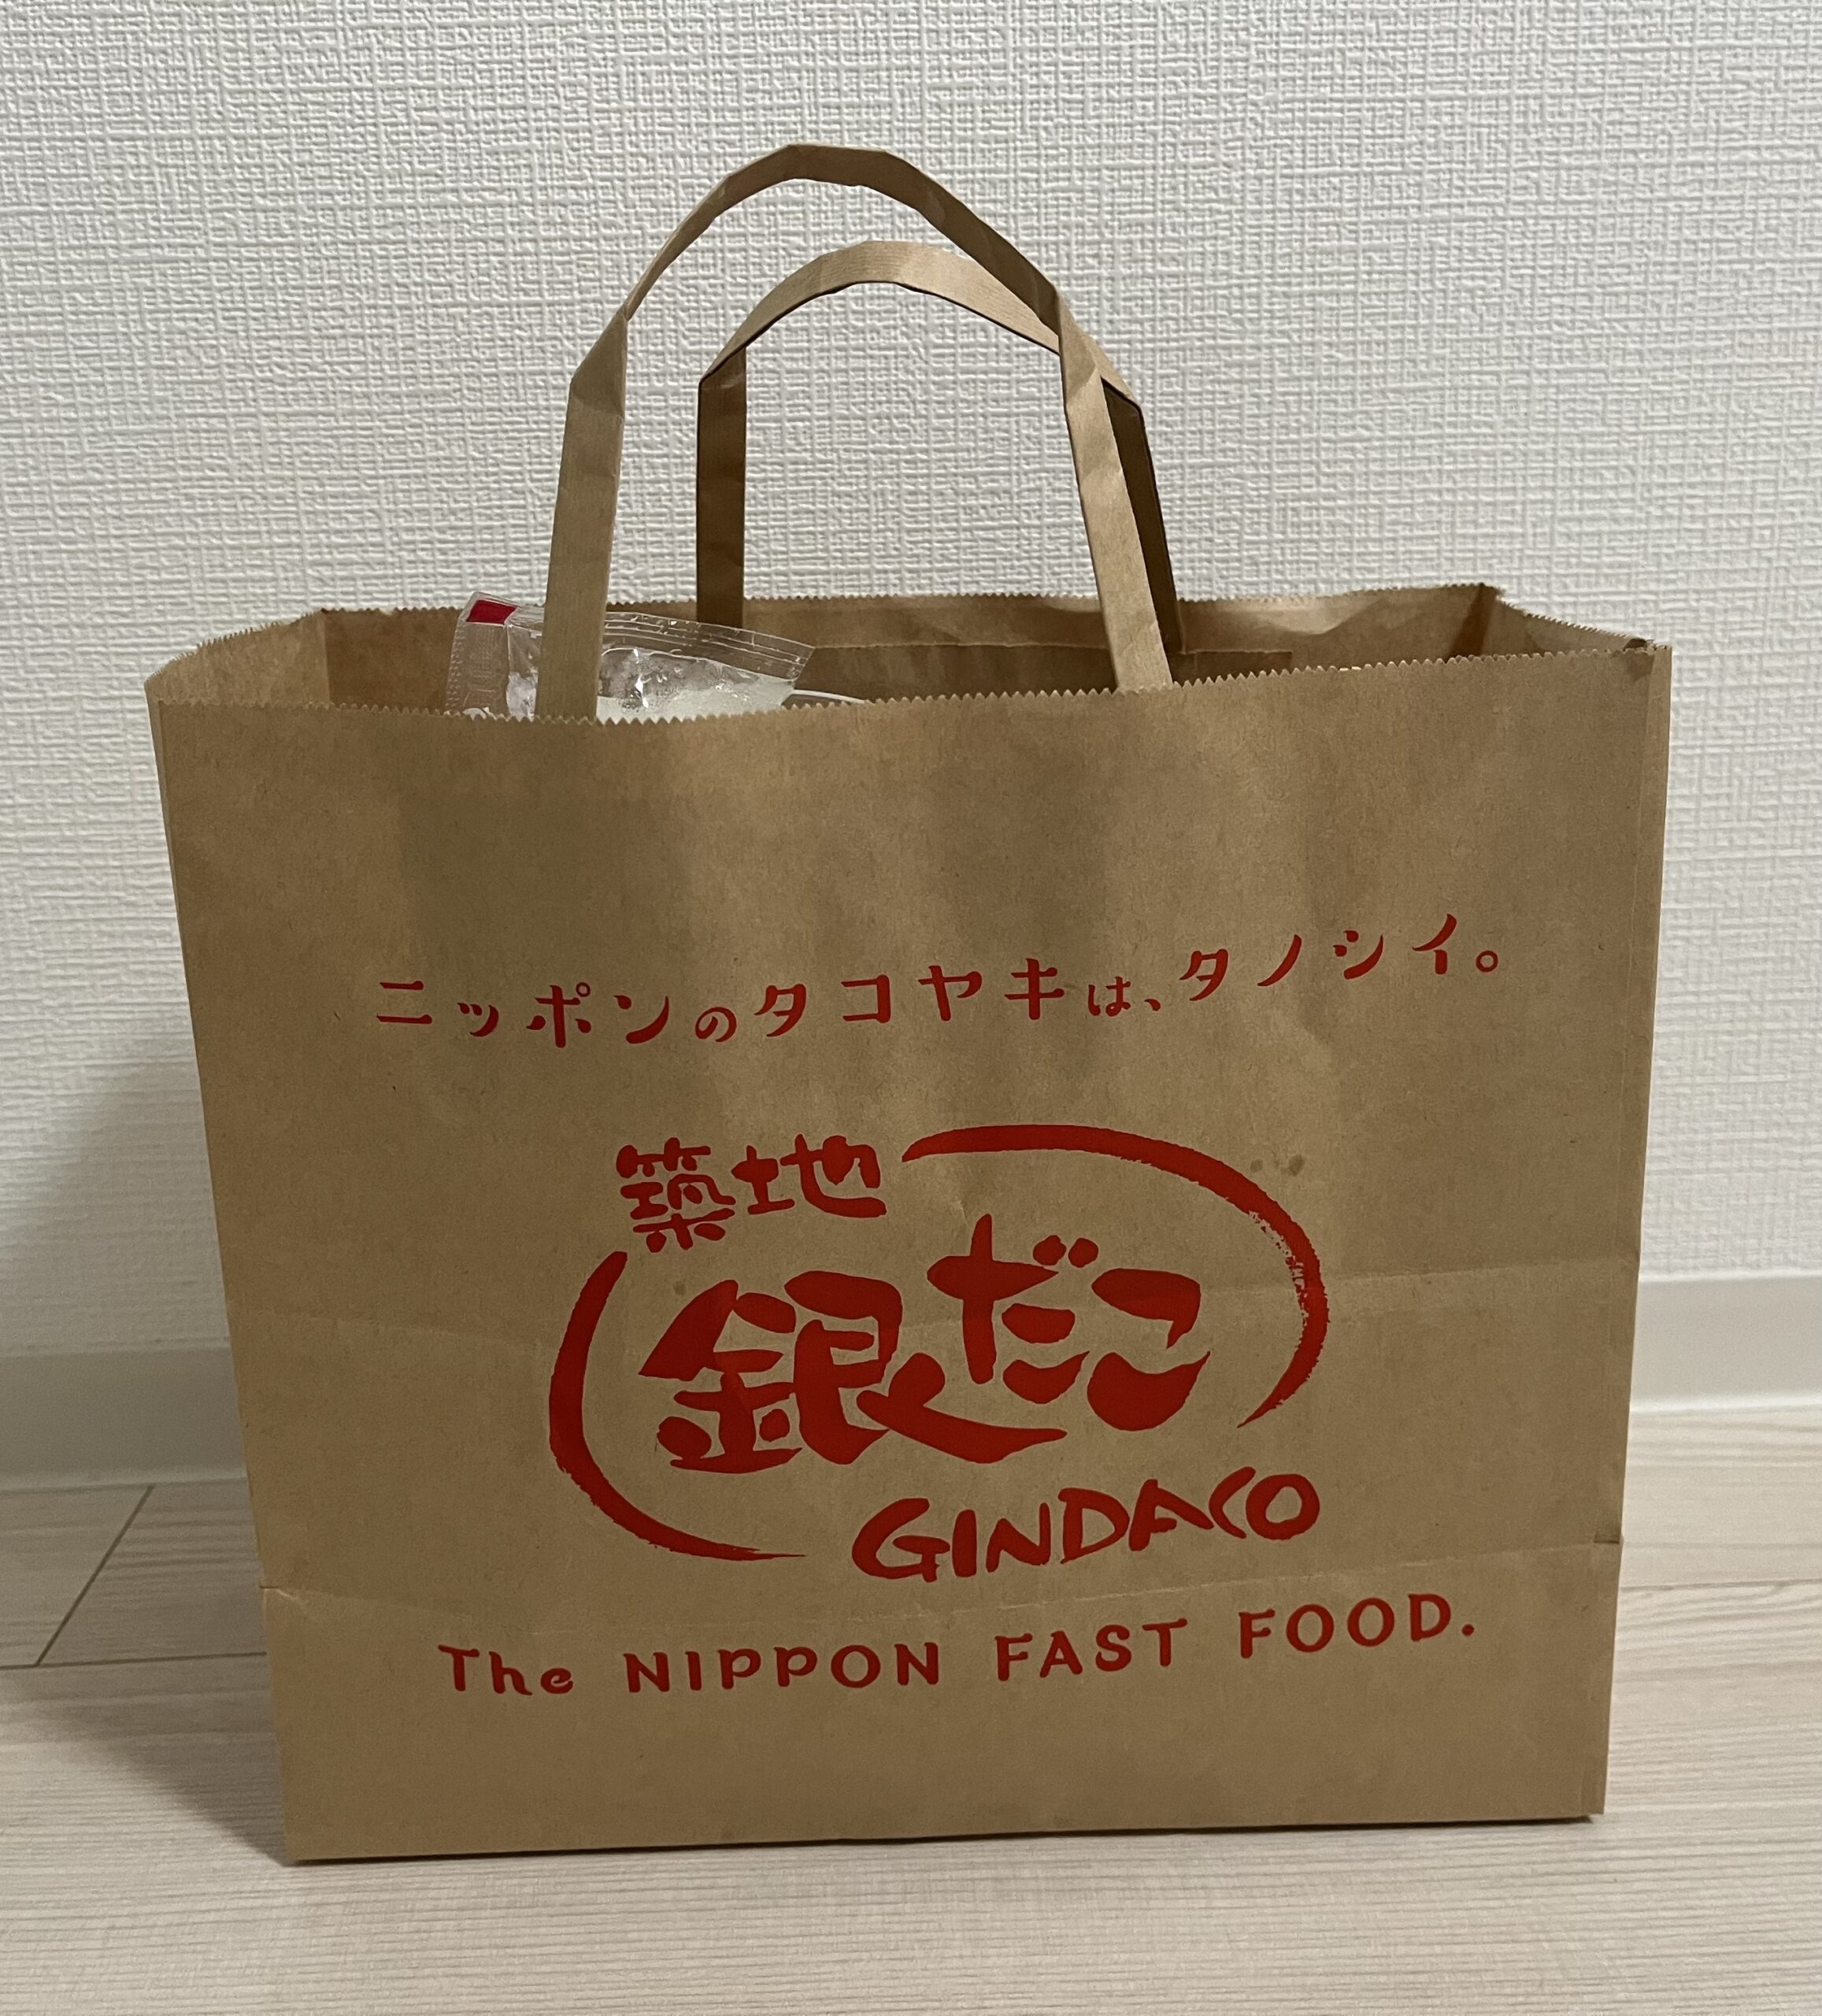 ニッポンのタコヤキは、タノシイ。
築地
銀だこ
GINDACO
The NIPPON FAST FOOD.